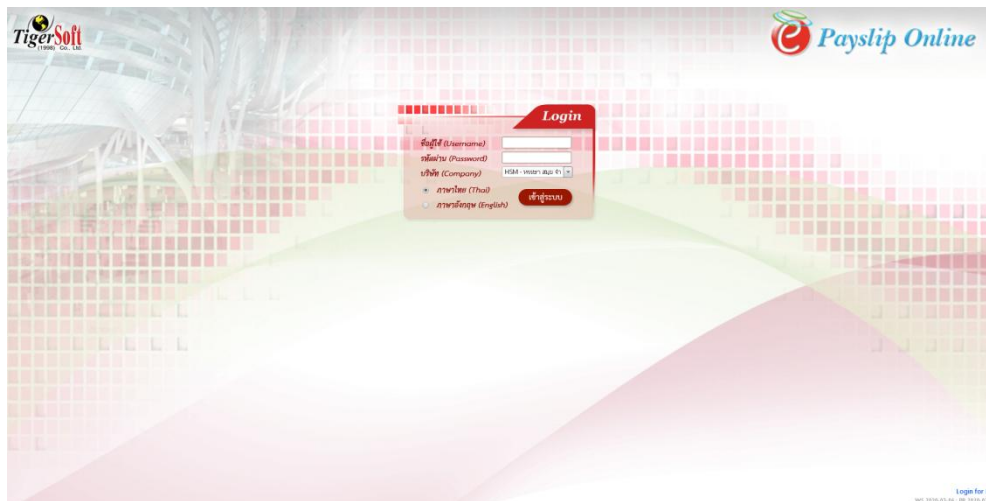 TigerSoft
(1998) Co., Ltd.
Payslip Online
Login
ชื่อผู้ใช้ (Username)
รหัสผ่าน (Password)
บริษัท (Company)
HSM -
ภาษาไทย (Thai)
ภาษาอังกฤษ (English)
เข้าสู่ระบบ
Login for